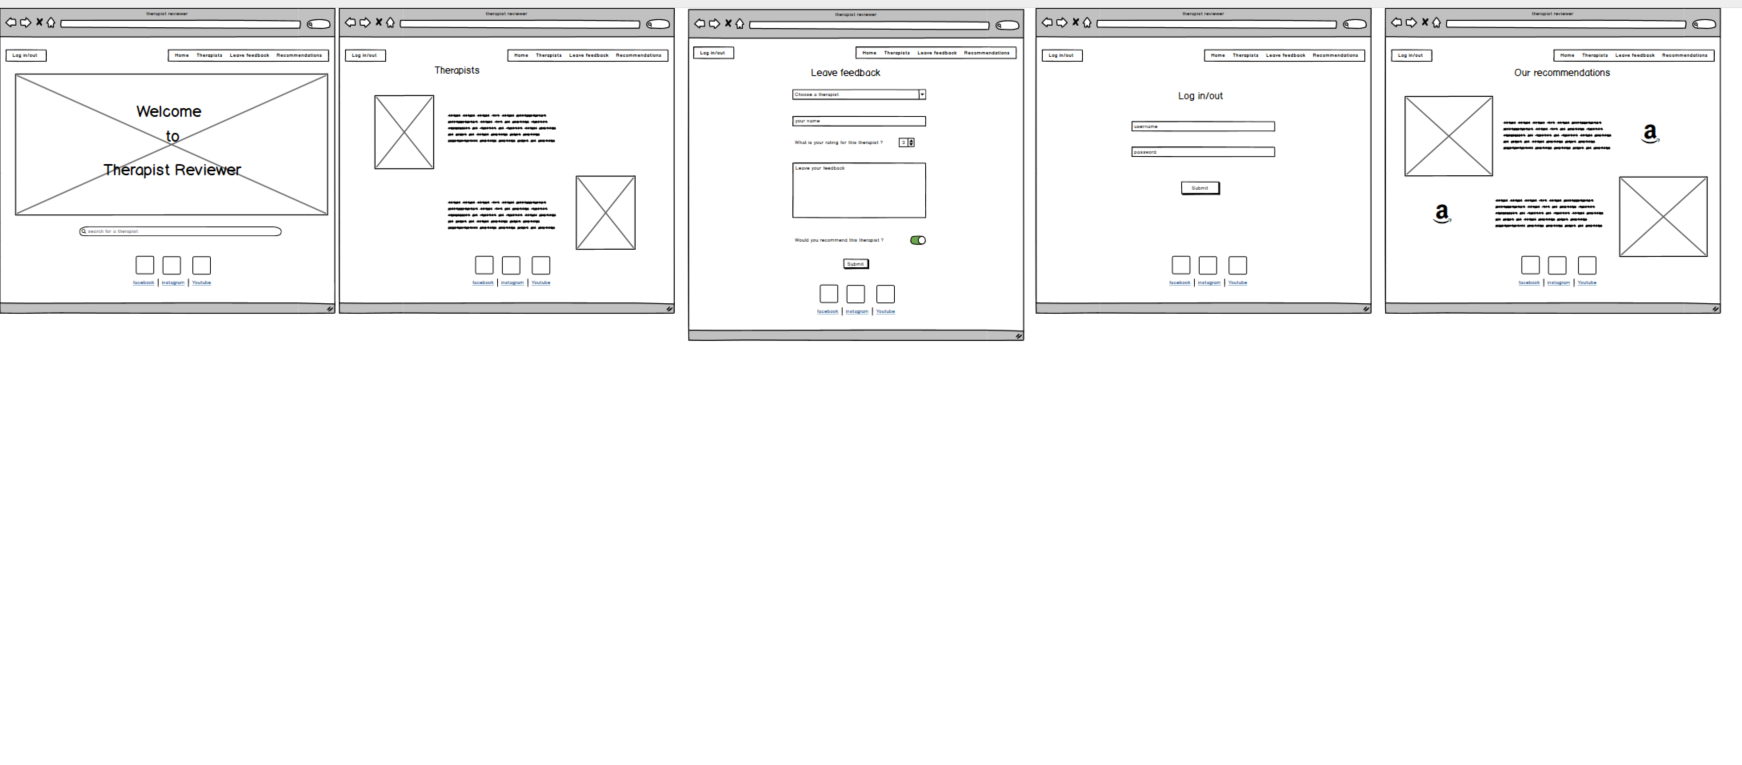 therapist reviewer
Log in/out
Home Therapists Leave feedback Recommendations
Welcome
to
Therapist Reviewer
search for a therapist
facebook | Instagram | Youtube
therapist reviewer
Log in/out
Home Therapists Leave feedback Recommendations
Therapists
facebook | Instagram | Youtube
therapist reviewer
Log in/out
Home Therapists Leave feedback Recommendations
Leave feedback
Choose a therapist
your name
What is your rating for this therapist ?
Leave your feedback
Would you recommend this therapist ?
Submit
facebook | Instagram | Youtube
therapist reviewer
Log in/out
Home Therapists Leave feedback Recommendations
Log in/out
username
password
Submit
facebook | Instagram | Youtube
therapist reviewer
Log in/out
Home Therapists Leave feedback Recommendations
Our recommendations
a
a
facebook | Instagram | Youtube